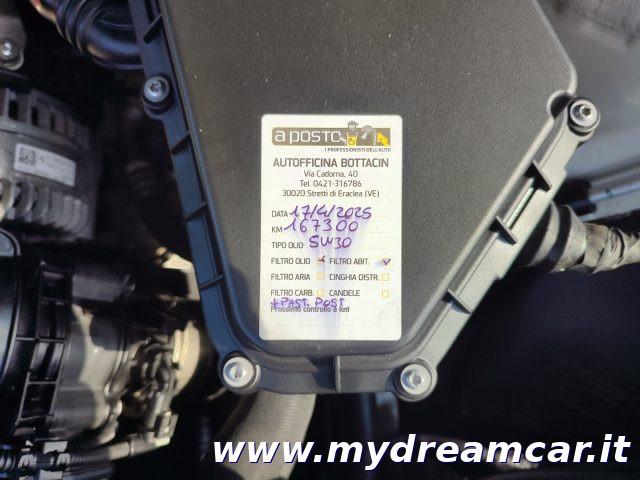 a posto
I PROFESSIONISTI DELL'AUTO
AUTOFFICINA BOTTACIN
Via Cadorna, 40
Tel. 0421-316786
30020 Stretti di Eraclea (VE)
DATA 17/4/2025
KM 167300
TIPO OLIO: 5W30
FILTRO OLIO FILTRO ABIT.
FILTRO ARIA CINGHIA DISTR.
FILTRO CARB. CANDELE
+PAST. POST
Prossimo controllo a km
www.mydreamcar.it